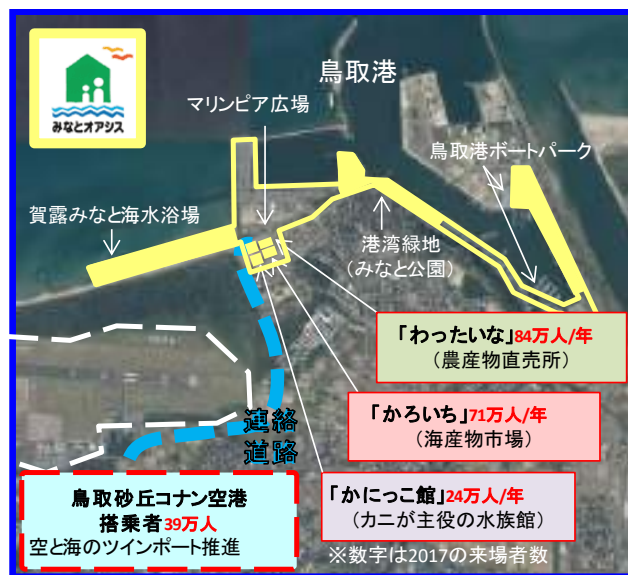 みなとオアシス
鳥取港
マリンピア広場
鳥取港ボートパーク
賀露みなと海水浴場
港湾緑地
(みなと公園)
「わったいな」84万人/年
(農産物直売所)
「かろいち」71万人/年
(海産物市場)
連絡
道路
「かにっこ館」24万人/年
(カニが主役の水族館)
鳥取砂丘コナン空港
搭乗者39万人
空と海のツインポート推進
※数字は2017の来場者数